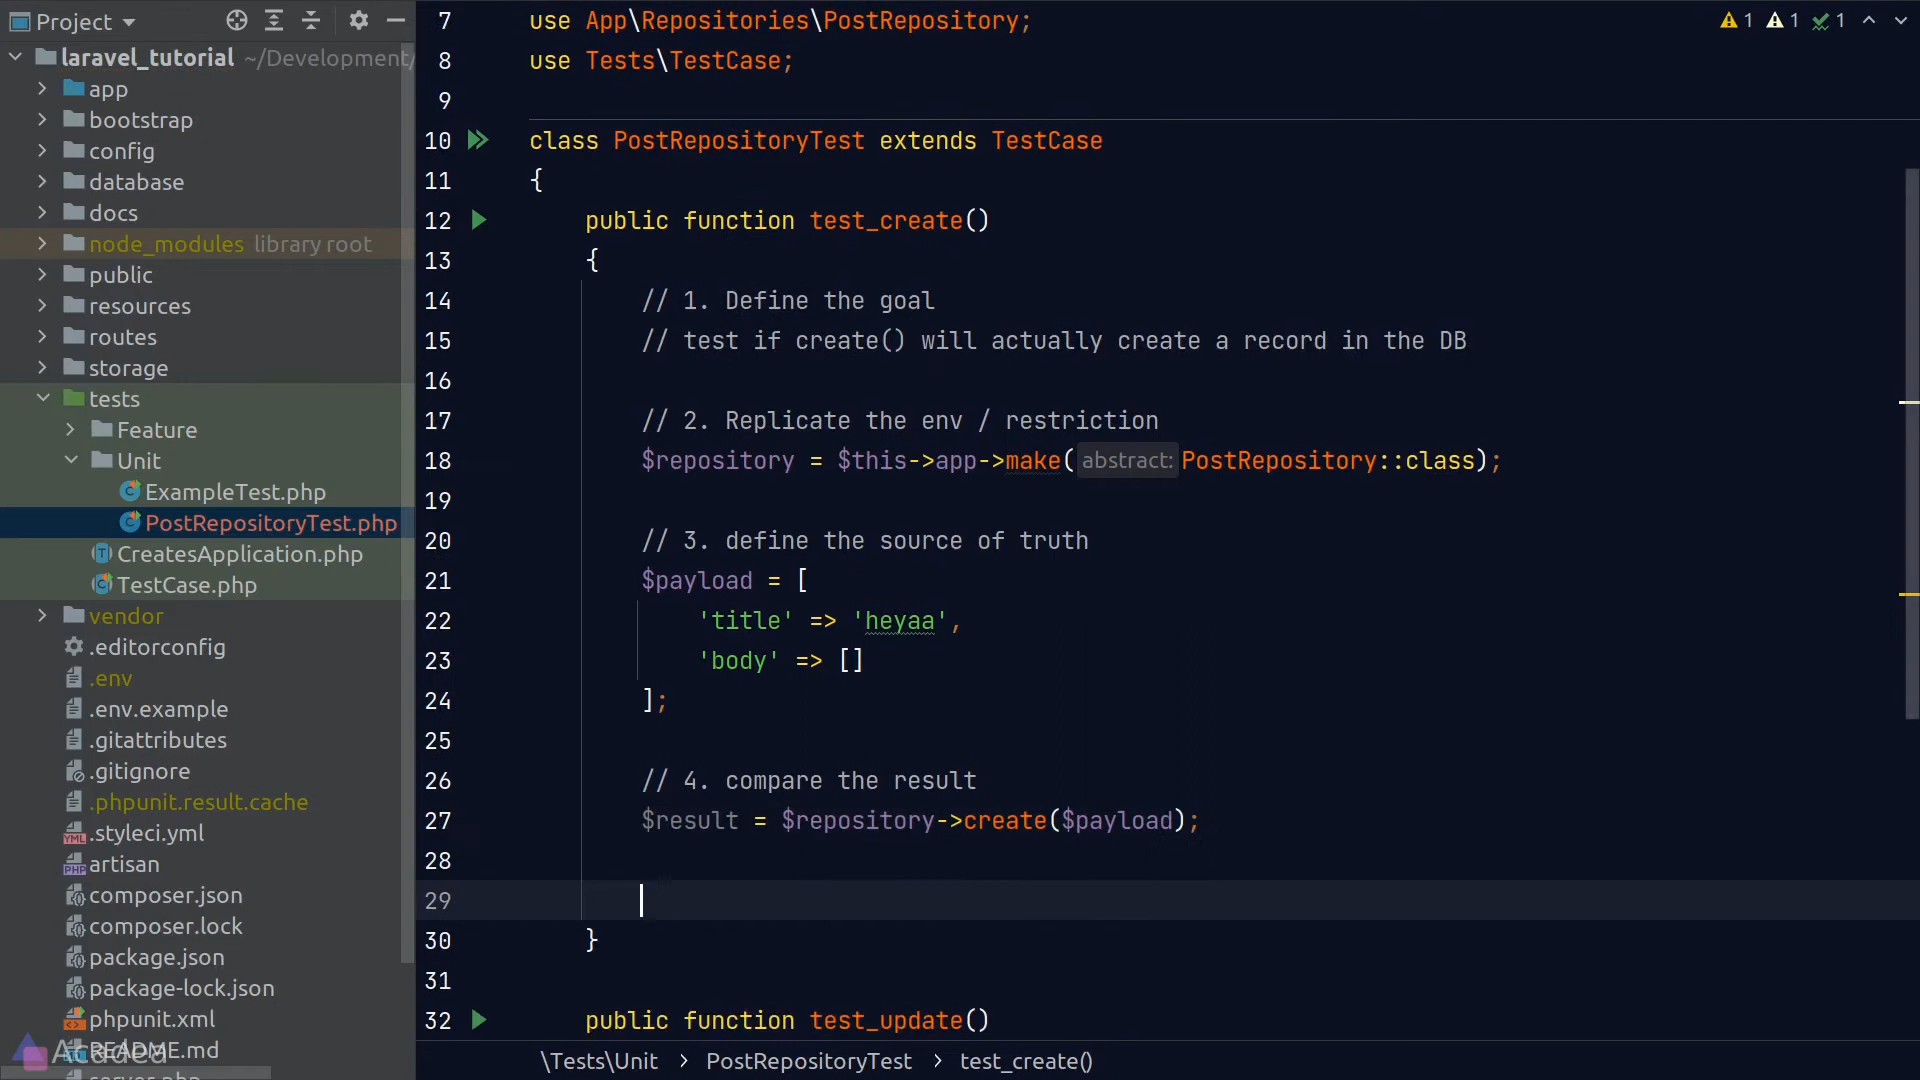 Project
laravel_tutorial ~/Development/
app
bootstrap
config
database
docs
node_modules library root
public
resources
routes
storage
tests
Feature
Unit
ExampleTest.php
PostRepositoryTest.php
CreatesApplication.php
TestCase.php
vendor
.editorconfig
.env
.env.example
.gitattributes
.gitignore
.phpunit.result.cache
.styleci.yml
artisan
composer.json
composer.lock
package.json
package-lock.json
phpunit.xml
README.md
server.php
Acadea
1 1 1
7 use App\Repositories\PostRepository;
8 use Tests\TestCase;
9
10 class PostRepositoryTest extends TestCase
11 {
12 public function test_create()
13 {
14 // 1. Define the goal
15 // test if create() will actually create a record in the DB
16
17 // 2. Replicate the env / restriction
18 $repository = $this->app->make( abstract: PostRepository::class);
19
20 // 3. define the source of truth
21 $payload = [
22 'title' => 'heyaa',
23 'body' => []
24 ];
25
26 // 4. compare the result
27 $result = $repository->create($payload);
28
29
30 }
31
32 public function test_update()
\Tests\Unit > PostRepositoryTest > test_create()